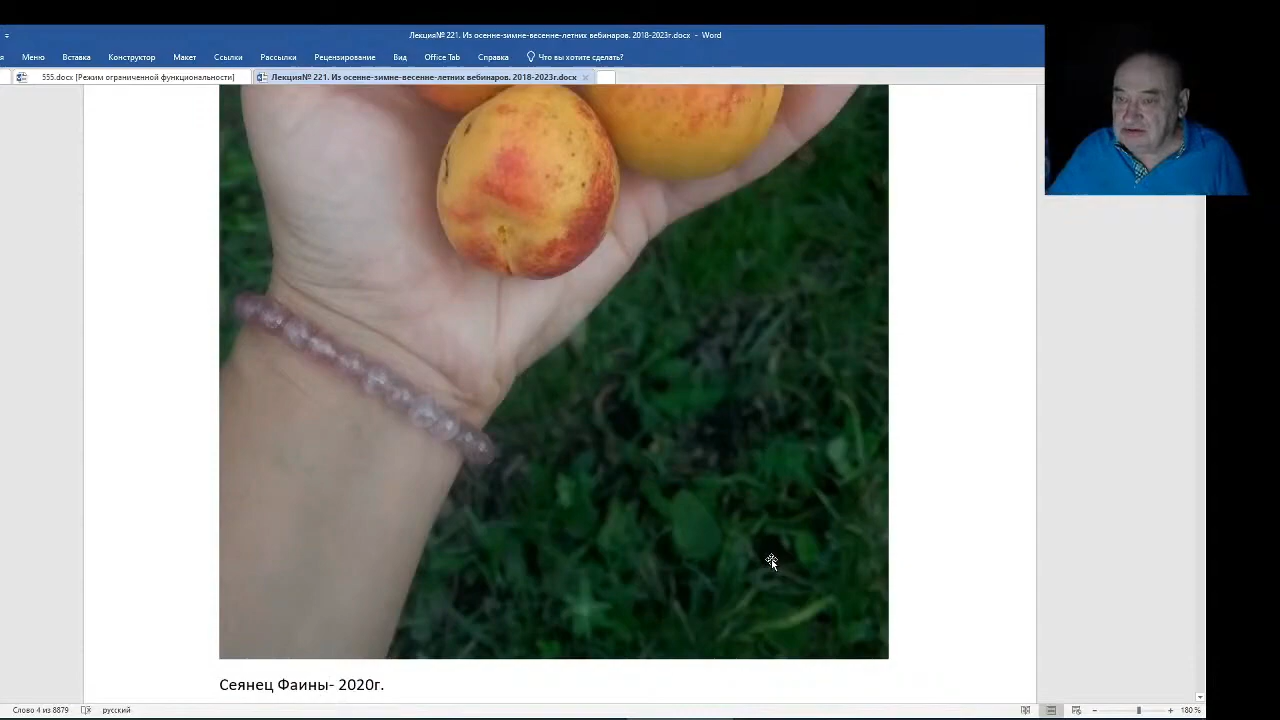 Лекция№ 221. Из осенне-зимне-весенне-летних вебинаров. 2018-2023г.docx - Word
я Меню Вставка Конструктор Макет Ссылки Рассылки Рецензирование Вид Office Tab Справка Что вы хотите сделать?
555.docx [Режим ограниченной функциональности] Лекция№ 221. Из осенне-зимне-весенне-летних вебинаров. 2018-2023г.docx
Сеянец Фаины- 2020г.
Слово 4 из 8879 русский 180 %